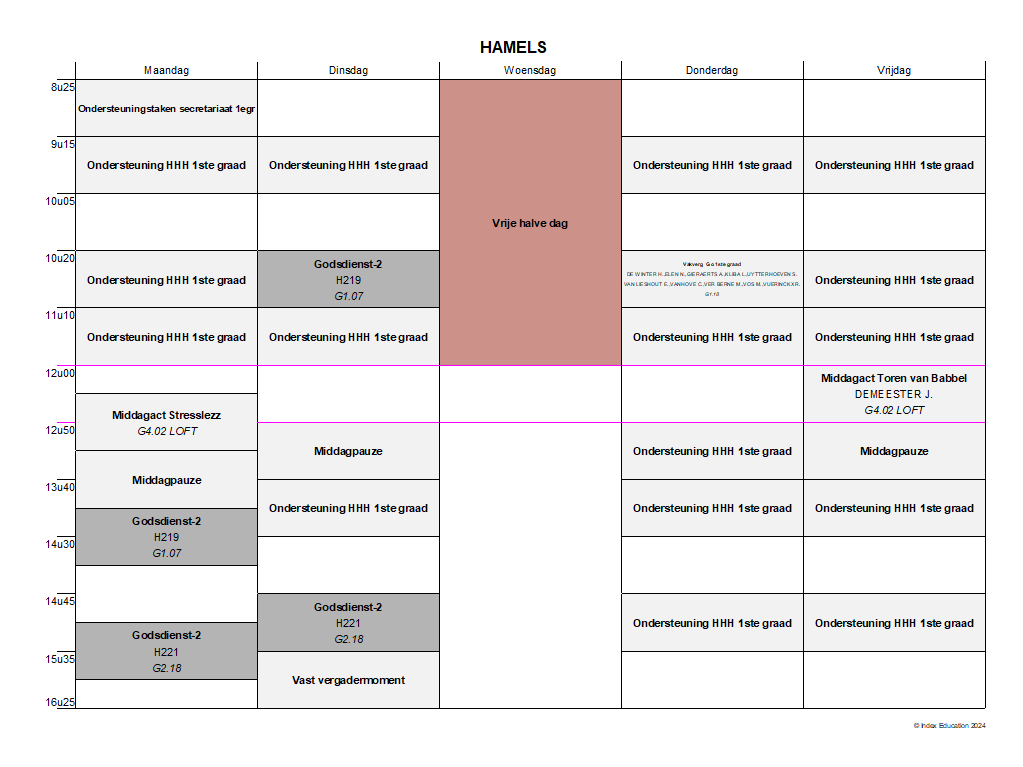 HAMELS
Maandag Dinsdag Woensdag Donderdag Vrijdag
8u25
Ondersteuningstaken secretariaat 1egr
9u15
Ondersteuning HHH 1ste graad Ondersteuning HHH 1ste graad Ondersteuning HHH 1ste graad Ondersteuning HHH 1ste graad
10u05
Vrije halve dag
10u20
Ondersteuning HHH 1ste graad
Godsdienst-2
H219
G1.07
Vakverg Go 1ste graad
DE WINTER H.,ELEN N.,GIERAERTS A.,KUBA L.,UYTTERHOEVEN S.
VAN LIESHOUT E.,VANHOVE C.,VER BERNE M.,VOS M.,VUERINCKX R.
G1.18
Ondersteuning HHH 1ste graad
11u10
Ondersteuning HHH 1ste graad Ondersteuning HHH 1ste graad Ondersteuning HHH 1ste graad Ondersteuning HHH 1ste graad
12u00
Middagact Toren van Babbel
DEMEESTER J.
G4.02 LOFT
Middagact Stresslezz
G4.02 LOFT
12u50
Middagpauze Ondersteuning HHH 1ste graad Middagpauze
Middagpauze
13u40
Ondersteuning HHH 1ste graad Ondersteuning HHH 1ste graad Ondersteuning HHH 1ste graad
Godsdienst-2
H219
G1.07
14u30
14u45
Godsdienst-2
H221
G2.18
Ondersteuning HHH 1ste graad Ondersteuning HHH 1ste graad
Godsdienst-2
H221
G2.18
15u35
Vast vergadermoment
16u25
© Index Education 2024